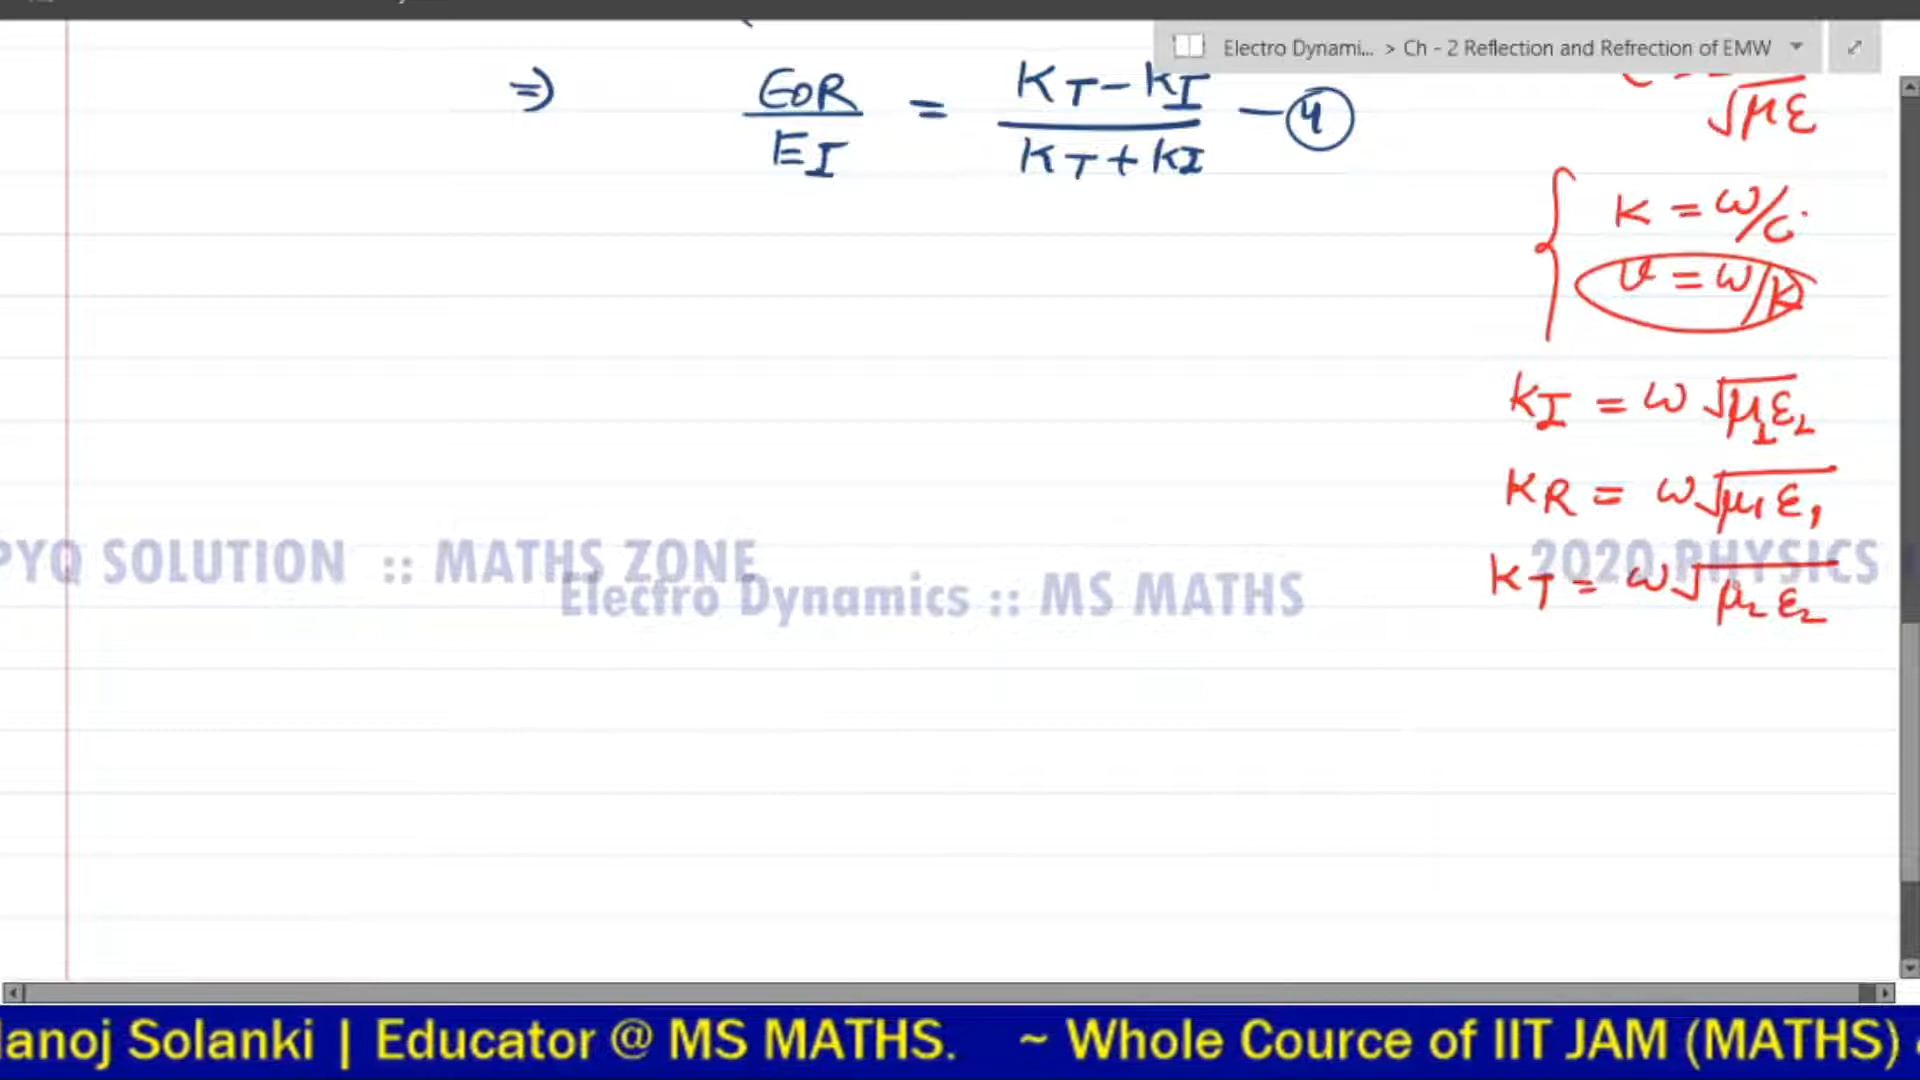 Electro Dynami... > Ch - 2 Reflection and Refrection of EMW
⇒ EOR / EI = (KT - KI) / (KT + KI) - ④
√με
K = ω/c
v = ω/k
KI = ω √μ1ε2
KR = ω √μ1ε1
KT = ω √μ2ε2
PYQ SOLUTION :: MATHS ZONE
2020 PHYSICS
Electro Dynamics :: MS MATHS
anoj Solanki | Educator @ MS MATHS. ~ Whole Cource of IIT JAM (MATHS)